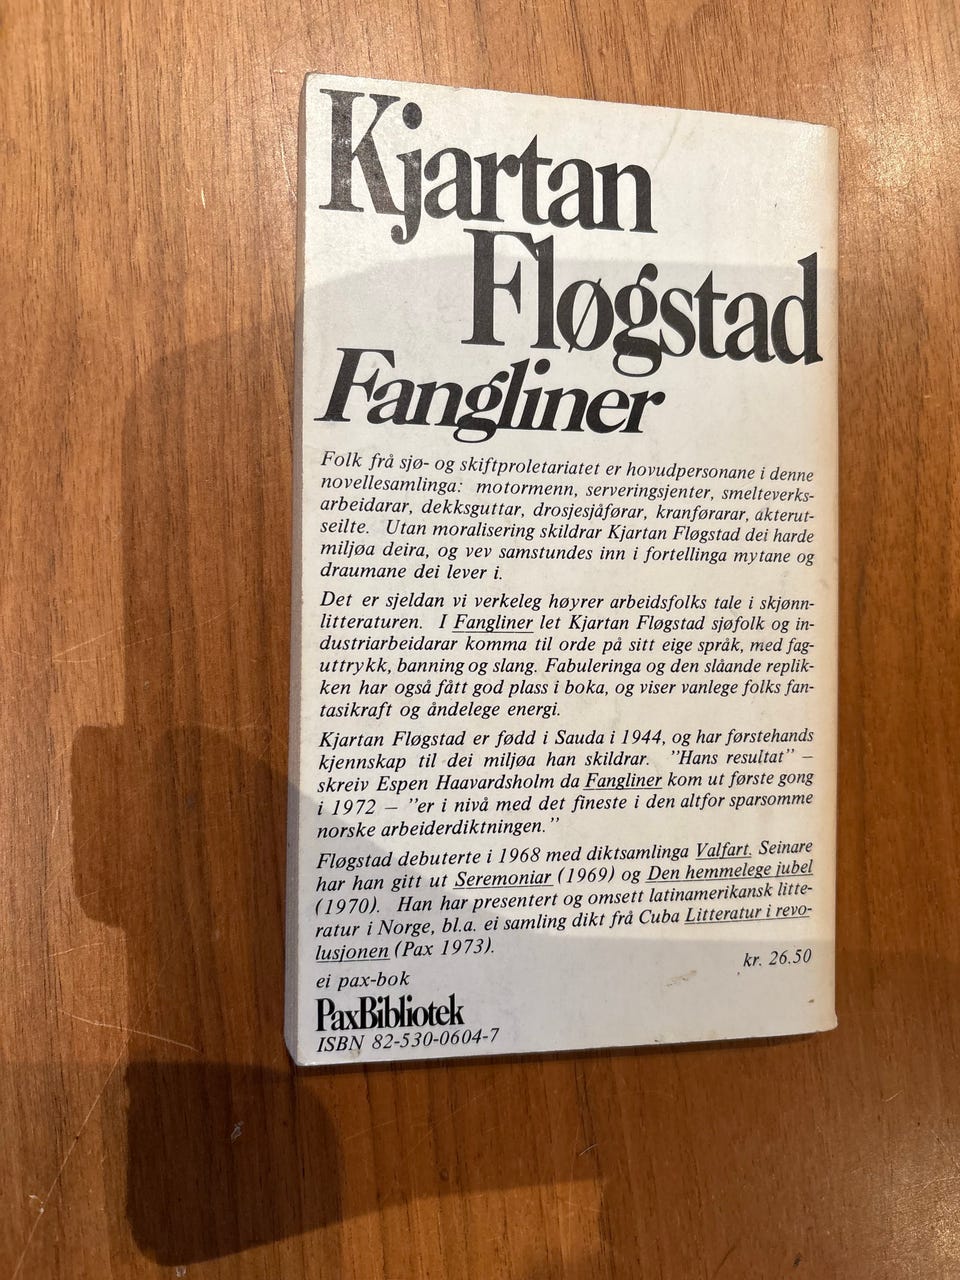 Kjartan
Fløgstad
Fangliner
Folk frå sjø- og skiftproletariatet er hovudpersonane i denne
novellesamlinga: motormenn, serveringsjenter, smelteverks-
arbeidarar, dekksguttar, drosjesjåførar, kranførarar, akterut-
seilte. Utan moralisering skildrar Kjartan Fløgstad dei harde
miljøa deira, og vev samstundes inn i fortellinga mytane og
draumane dei lever i.
Det er sjeldan vi verkeleg høyrer arbeidsfolks tale i skjønn-
litteraturen. I Fangliner let Kjartan Fløgstad sjøfolk og in-
dustriarbeidarar komma til orde på sitt eige språk, med fag-
uttrykk, banning og slang. Fabuleringa og den slåande replik-
ken har også fått god plass i boka, og viser vanlege folks fan-
tasikraft og åndelege energi.
Kjartan Fløgstad er fødd i Sauda i 1944, og har førstehands
kjennskap til dei miljøa han skildrar. ”Hans resultat” –
skreiv Espen Haavardsholm da Fangliner kom ut første gong
i 1972 – ”er i nivå med det fineste i den altfor sparsomme
norske arbeiderdiktningen.”
Fløgstad debuterte i 1968 med diktsamlinga Valfart. Seinare
har han gitt ut Seremoniar (1969) og Den hemmelege jubel
(1970). Han har presentert og omsett latinamerikansk litte-
ratur i Norge, bl.a. ei samling dikt frå Cuba Litteratur i revo-
lusjonen (Pax 1973).
kr. 26.50
ei pax-bok
PaxBibliotek
ISBN 82-530-0604-7